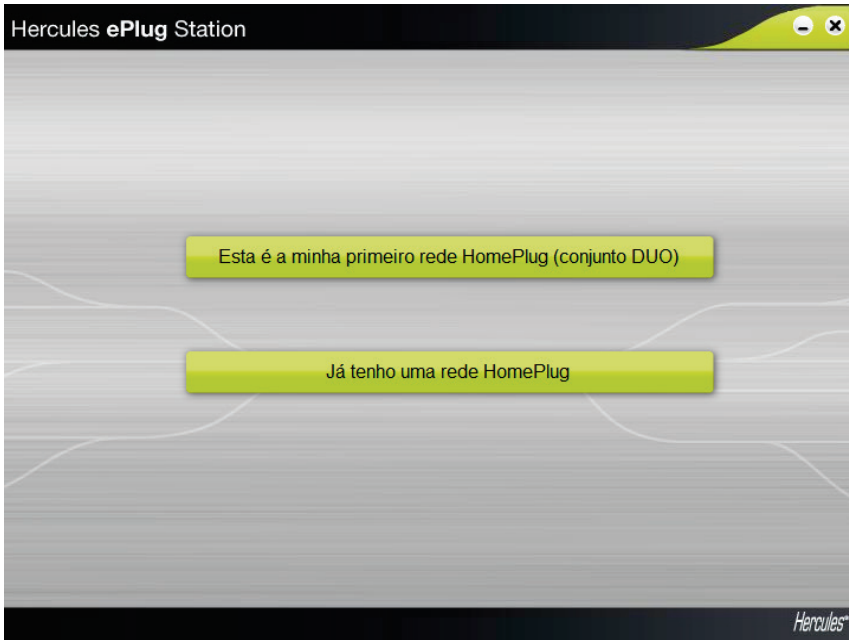 Hercules ePlug Station
Esta é a minha primeiro rede HomePlug (conjunto DUO)
Já tenho uma rede HomePlug
Hercules®